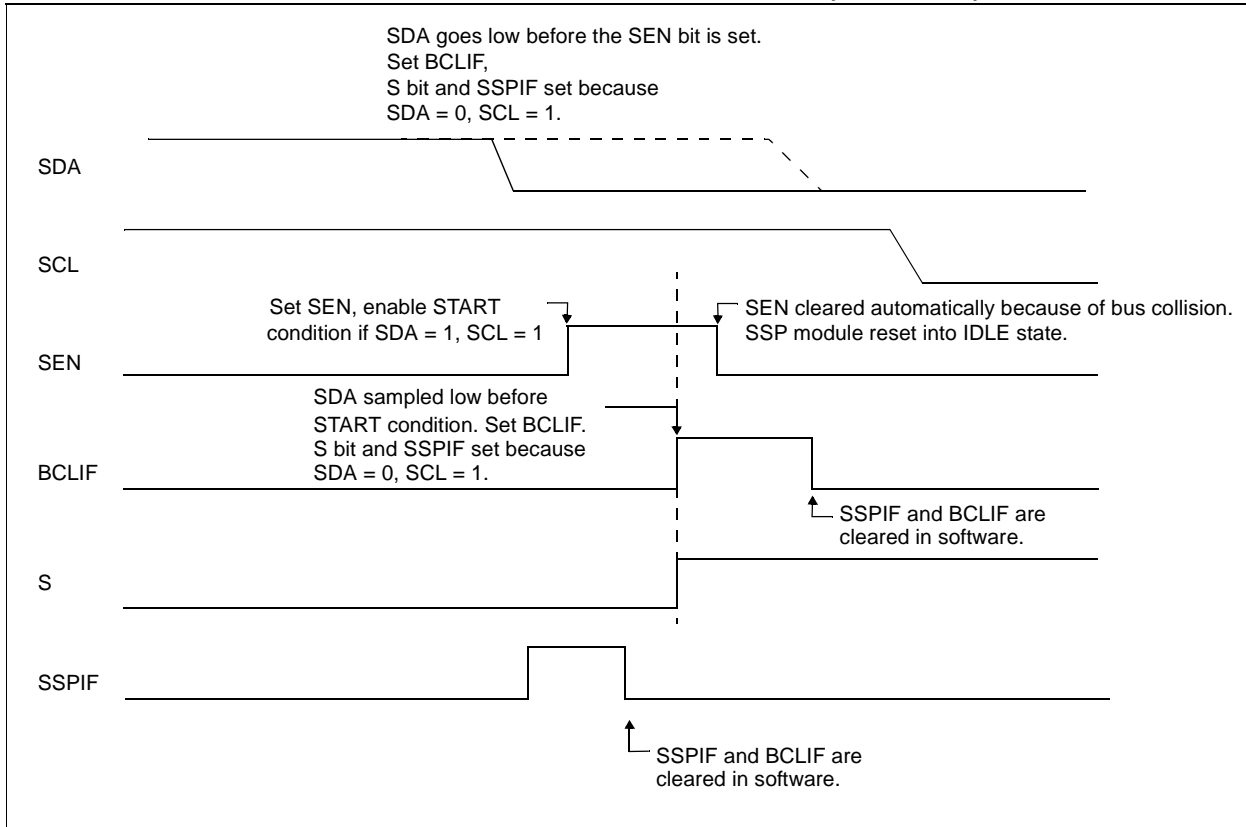 SDA goes low before the SEN bit is set.
Set BCLIF,
S bit and SSPIF set because
SDA = 0, SCL = 1.
SDA
SCL
Set SEN, enable START
condition if SDA = 1, SCL = 1
SEN cleared automatically because of bus collision.
SSP module reset into IDLE state.
SEN
SDA sampled low before
START condition. Set BCLIF.
S bit and SSPIF set because
SDA = 0, SCL = 1.
BCLIF
SSPIF and BCLIF are
cleared in software.
S
SSPIF
SSPIF and BCLIF are
cleared in software.